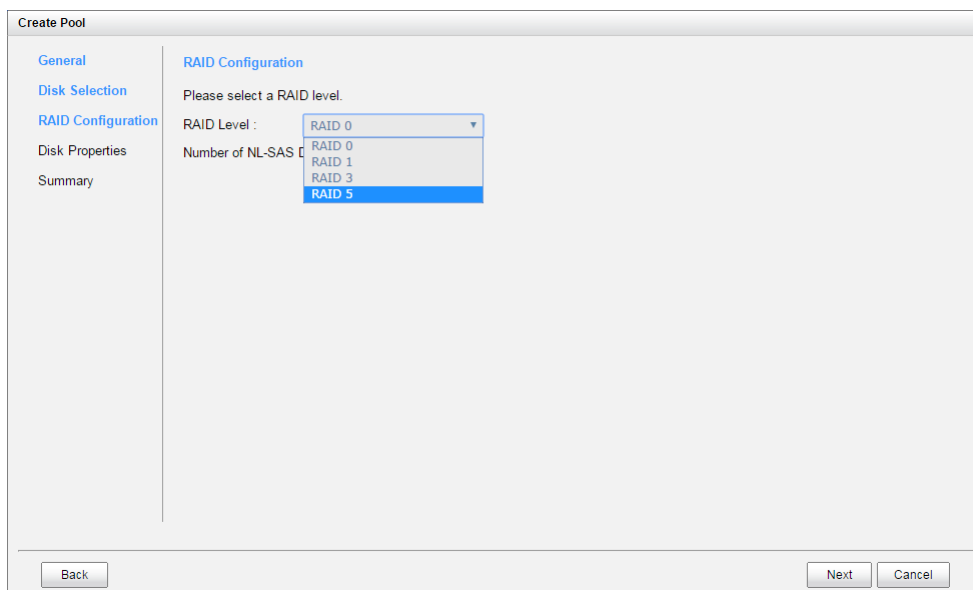 Create Pool
General
Disk Selection
RAID Configuration
Disk Properties
Summary
RAID Configuration
Please select a RAID level.
RAID Level :
RAID 0
Number of NL-SAS
RAID 0
RAID 1
RAID 3
RAID 5
Back
Next
Cancel